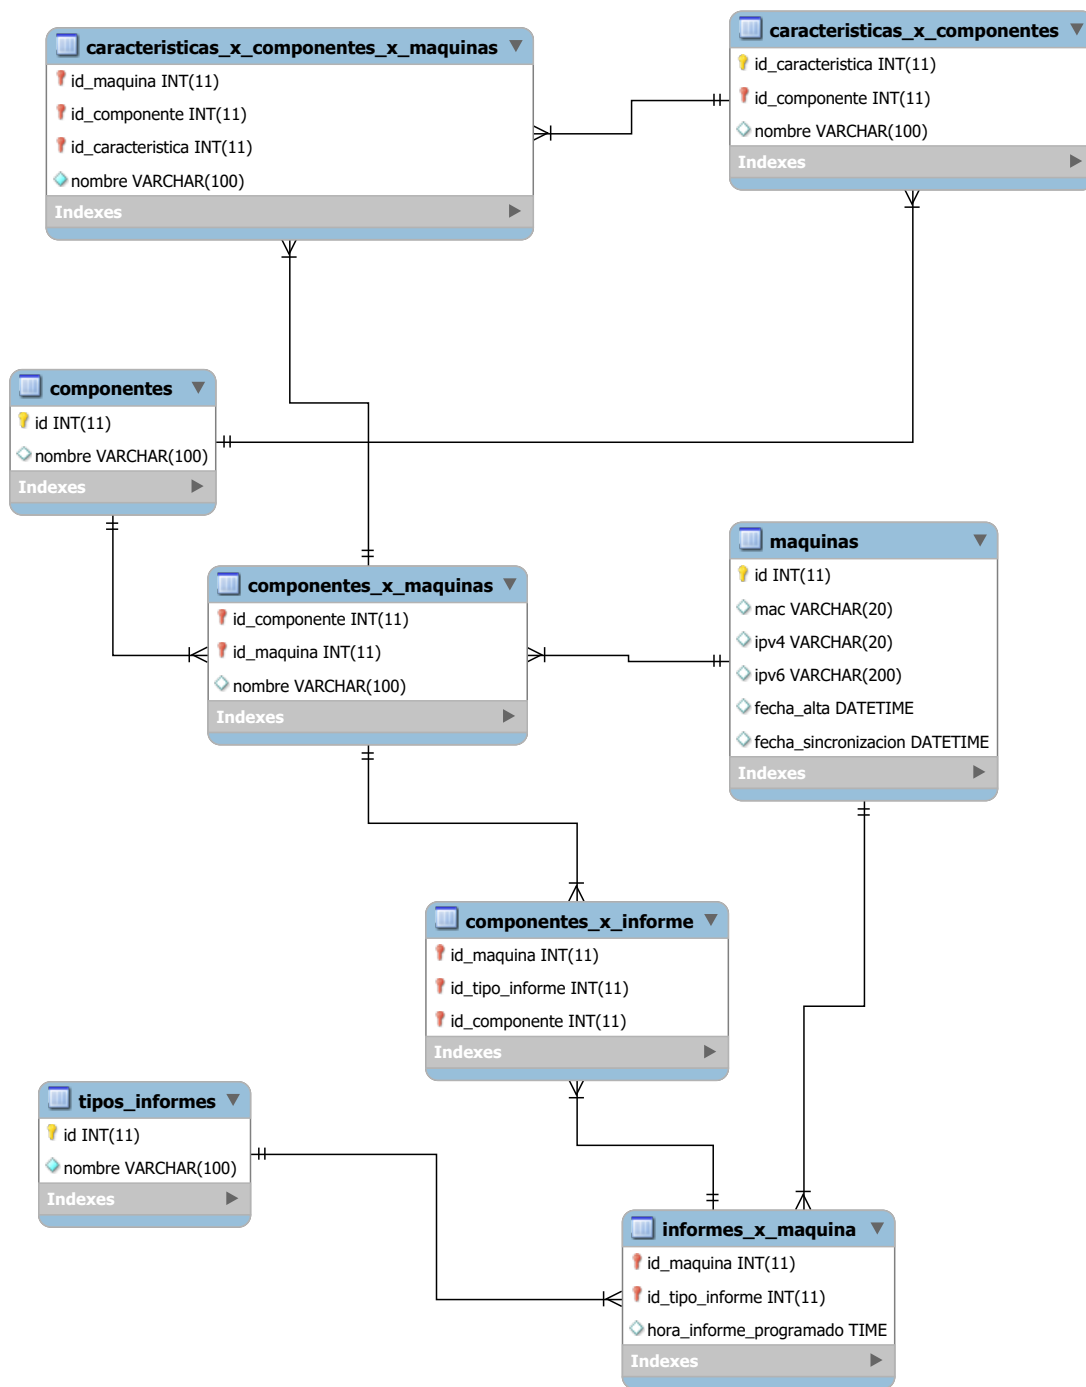 caracteristicas_x_componentes_x_maquinas
id_maquina INT(11)
id_componente INT(11)
id_caracteristica INT(11)
nombre VARCHAR(100)
Indexes
caracteristicas_x_componentes
id_caracteristica INT(11)
id_componente INT(11)
nombre VARCHAR(100)
Indexes
componentes
id INT(11)
nombre VARCHAR(100)
Indexes
componentes_x_maquinas
id_componente INT(11)
id_maquina INT(11)
nombre VARCHAR(100)
Indexes
maquinas
id INT(11)
mac VARCHAR(20)
ipv4 VARCHAR(20)
ipv6 VARCHAR(200)
fecha_alta DATETIME
fecha_sincronizacion DATETIME
Indexes
componentes_x_informe
id_maquina INT(11)
id_tipo_informe INT(11)
id_componente INT(11)
Indexes
tipos_informes
id INT(11)
nombre VARCHAR(100)
Indexes
informes_x_maquina
id_maquina INT(11)
id_tipo_informe INT(11)
hora_informe_programado TIME
Indexes